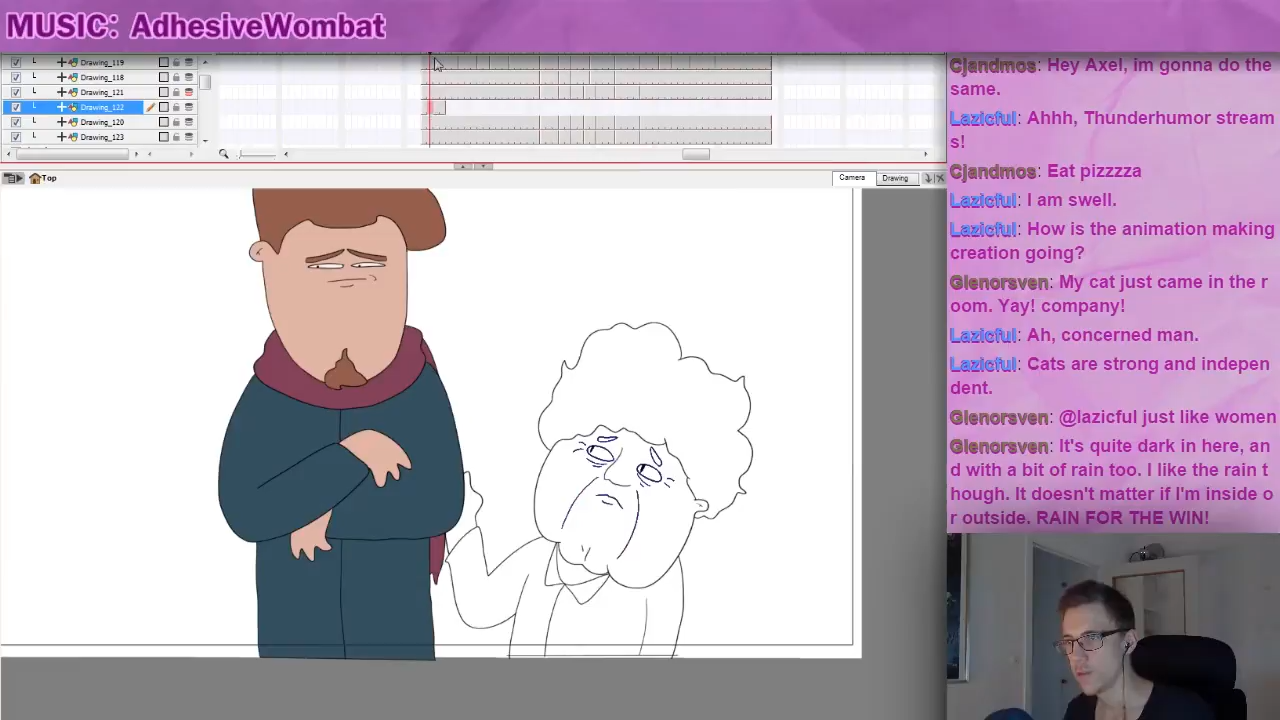 MUSIC: AdhesiveWombat
Drawing_119
Drawing_118
Drawing_121
Drawing_122
Drawing_120
Drawing_123
Top
Camera
Drawing
Cjandmos: Hey Axel, im gonna do the
same.
Lazicful: Ahhh, Thunderhumor stream
s!
Cjandmos: Eat pizzzza
Lazicful: I am swell.
Lazicful: How is the animation making
creation going?
Glenorsven: My cat just came in the r
oom. Yay! company!
Lazicful: Ah, concerned man.
Lazicful: Cats are strong and indepen
dent.
Glenorsven: @lazicful just like women
Glenorsven: It's quite dark in here, an
d with a bit of rain too. I like the rain t
hough. It doesn't matter if I'm inside o
r outside. RAIN FOR THE WIN!